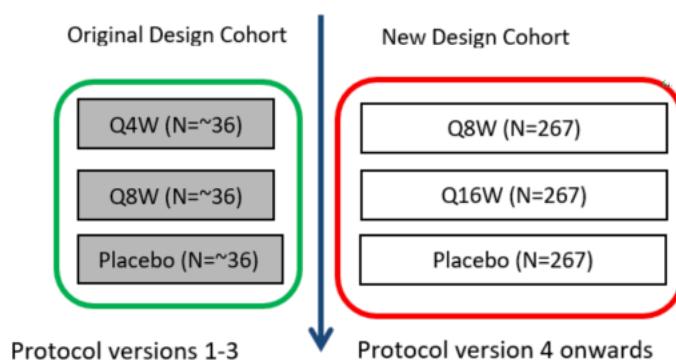 Original Design Cohort
Q4W (N=~36)
Q8W (N=~36)
Placebo (N=~36)
Protocol versions 1-3
New Design Cohort
Q8W (N=267)
Q16W (N=267)
Placebo (N=267)
Protocol version 4 onwards